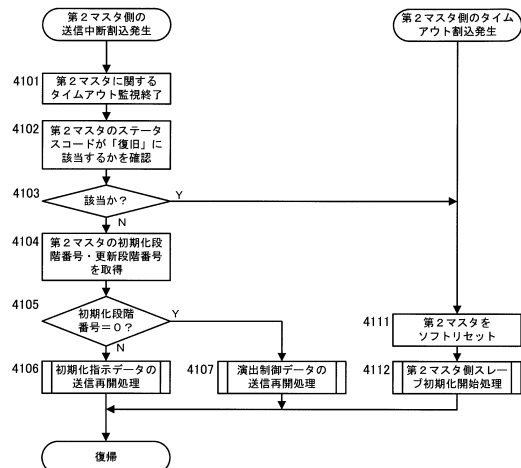 第2マスタ側の
送信中断割込発生
第2マスタ側のタイム
アウト割込発生
4101
第2マスタに関する
タイムアウト監視終了
4102
第2マスタのステータ
スコードが「復旧」に
該当するかを確認
4103
該当か？
Y
N
4104
第2マスタの初期化段
階番号・更新段階番号
を取得
4105
初期化段階
番号＝0？
Y
N
4111
第2マスタを
ソフトリセット
4106
初期化指示データの
送信再開処理
4107
演出制御データの
送信再開処理
4112
第2マスタ側スレー
ブ初期化開始処理
復帰